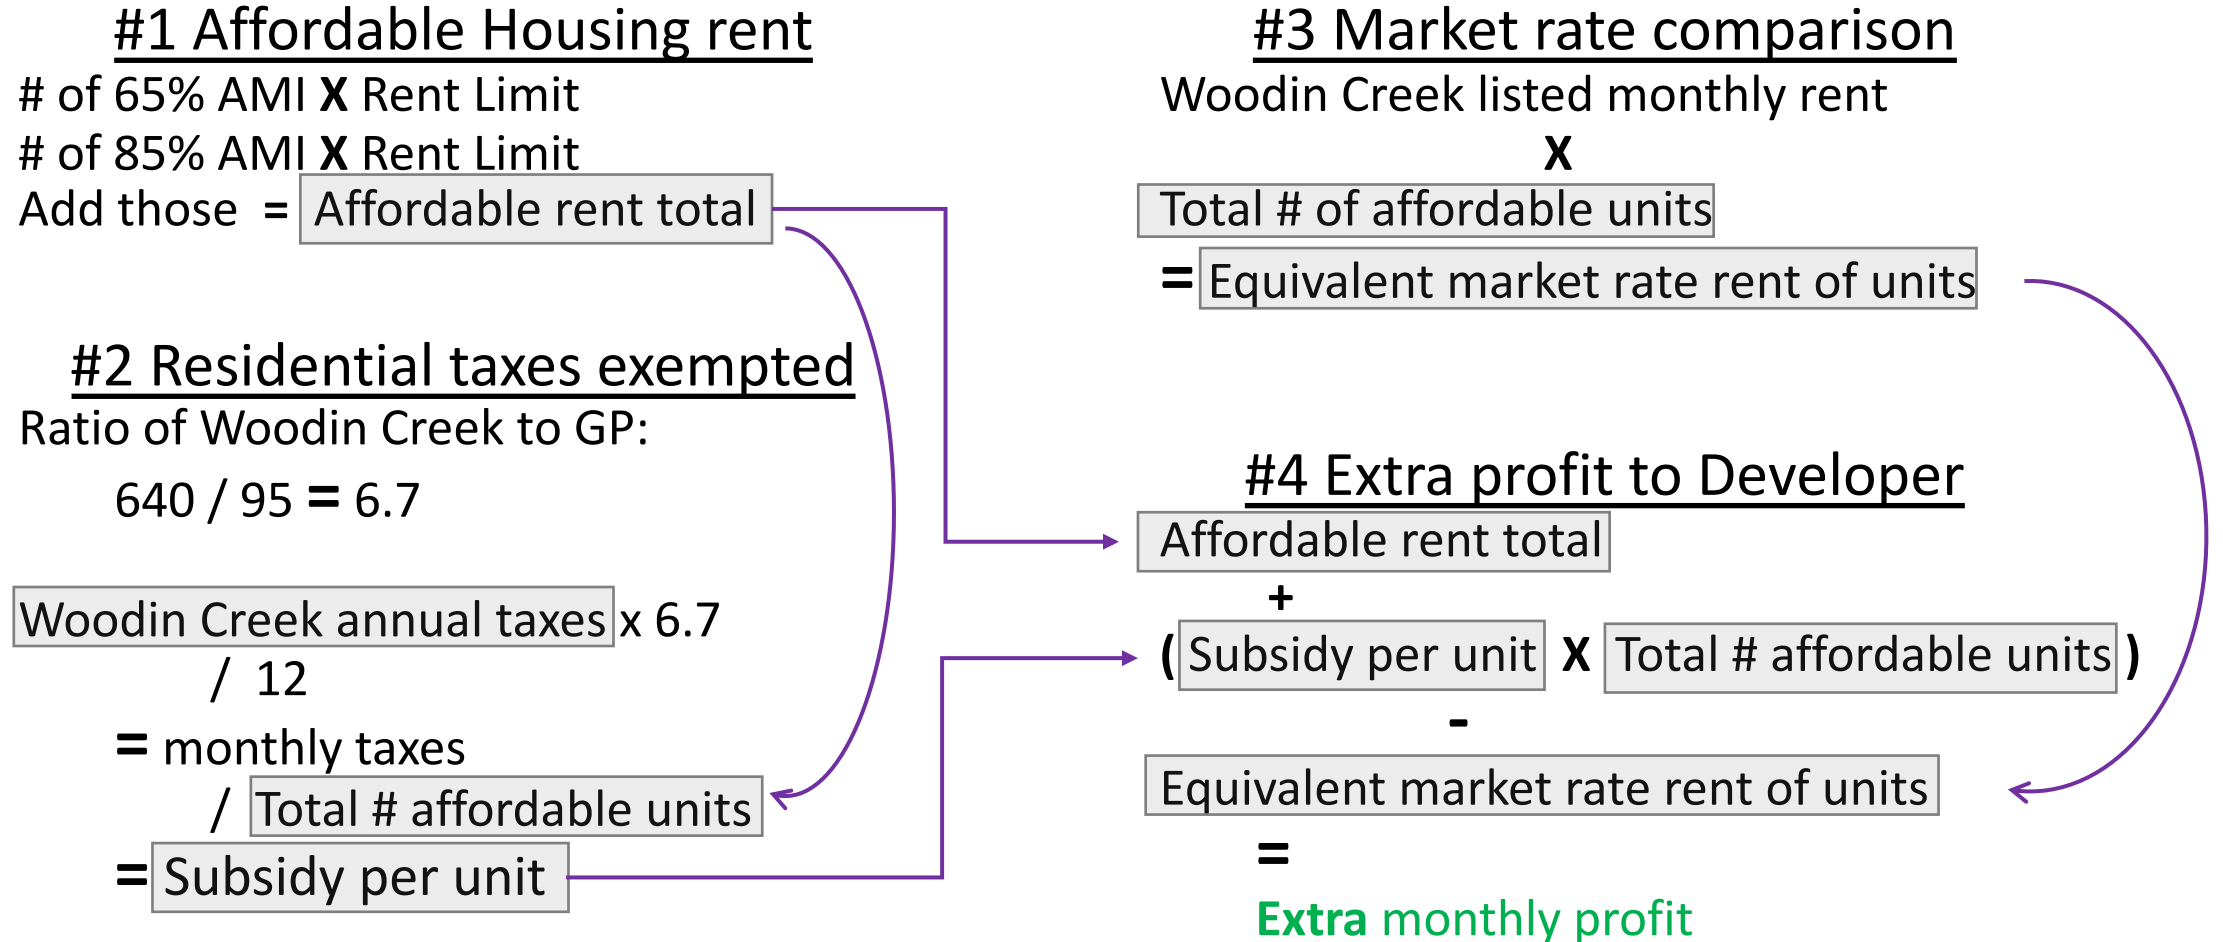 #1 Affordable Housing rent
# of 65% AMI X Rent Limit
# of 85% AMI X Rent Limit
Add those = Affordable rent total
#2 Residential taxes exempted
Ratio of Woodin Creek to GP:
640 / 95 = 6.7
Woodin Creek annual taxes x 6.7
/ 12
= monthly taxes
/ Total # affordable units
= Subsidy per unit
#3 Market rate comparison
Woodin Creek listed monthly rent
X
Total # of affordable units
= Equivalent market rate rent of units
#4 Extra profit to Developer
Affordable rent total
+
( Subsidy per unit X Total # affordable units )
-
Equivalent market rate rent of units
=
Extra monthly profit